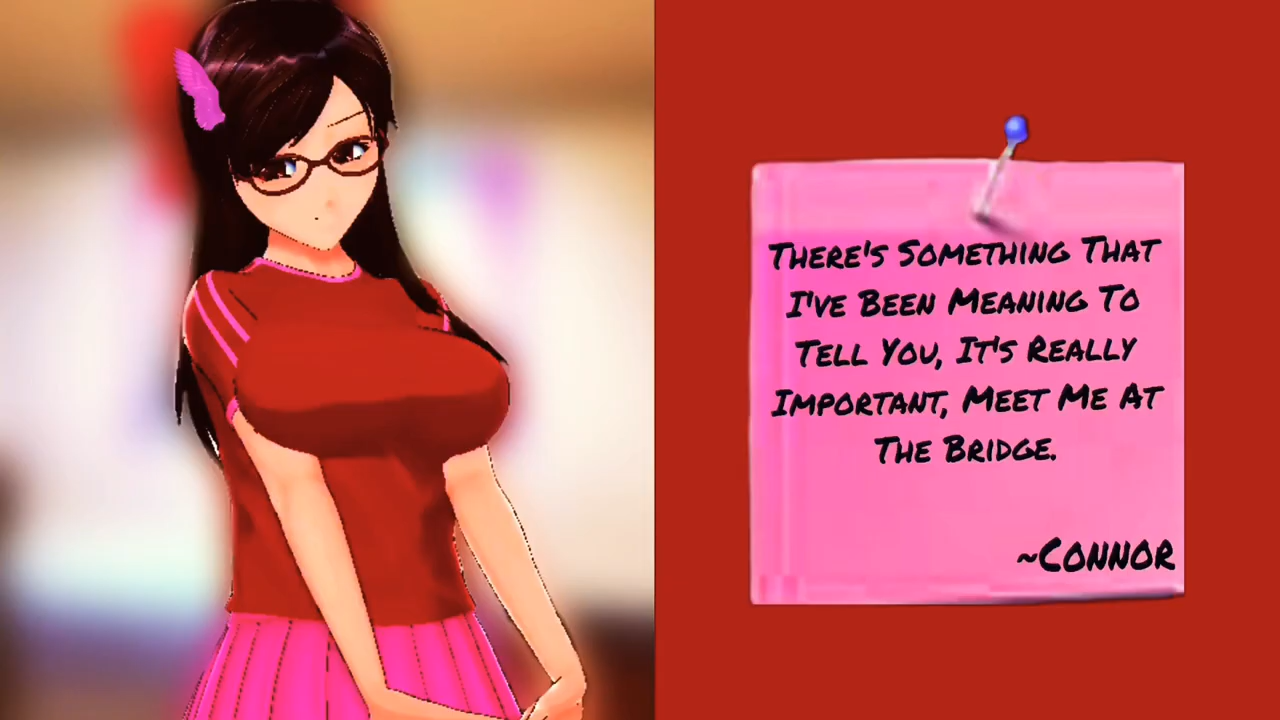 There's Something That
I've Been Meaning To
Tell You, It's Really
Important, Meet Me At
The Bridge.
~Connor